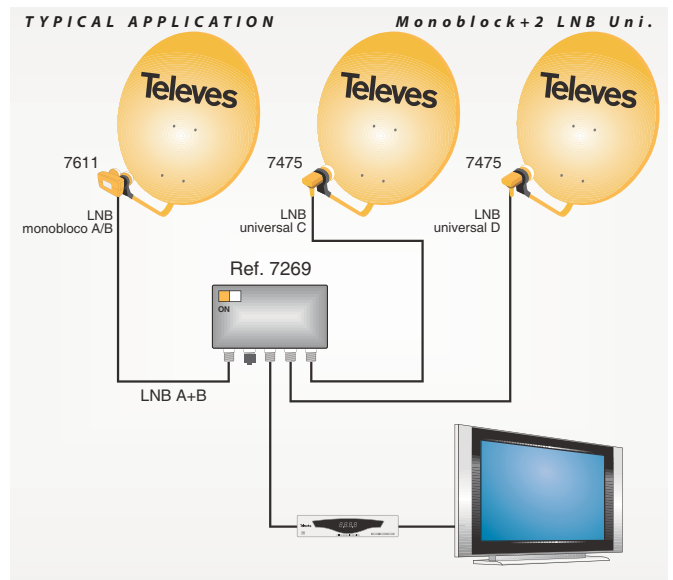 TYPICAL APPLICATION
Monoblock+2 LNB Uni.
Televes
Televes
Televes
7611
7475
7475
LNB
monobloco A/B
LNB
universal C
LNB
universal D
Ref. 7269
ON
LNB A+B
Televes